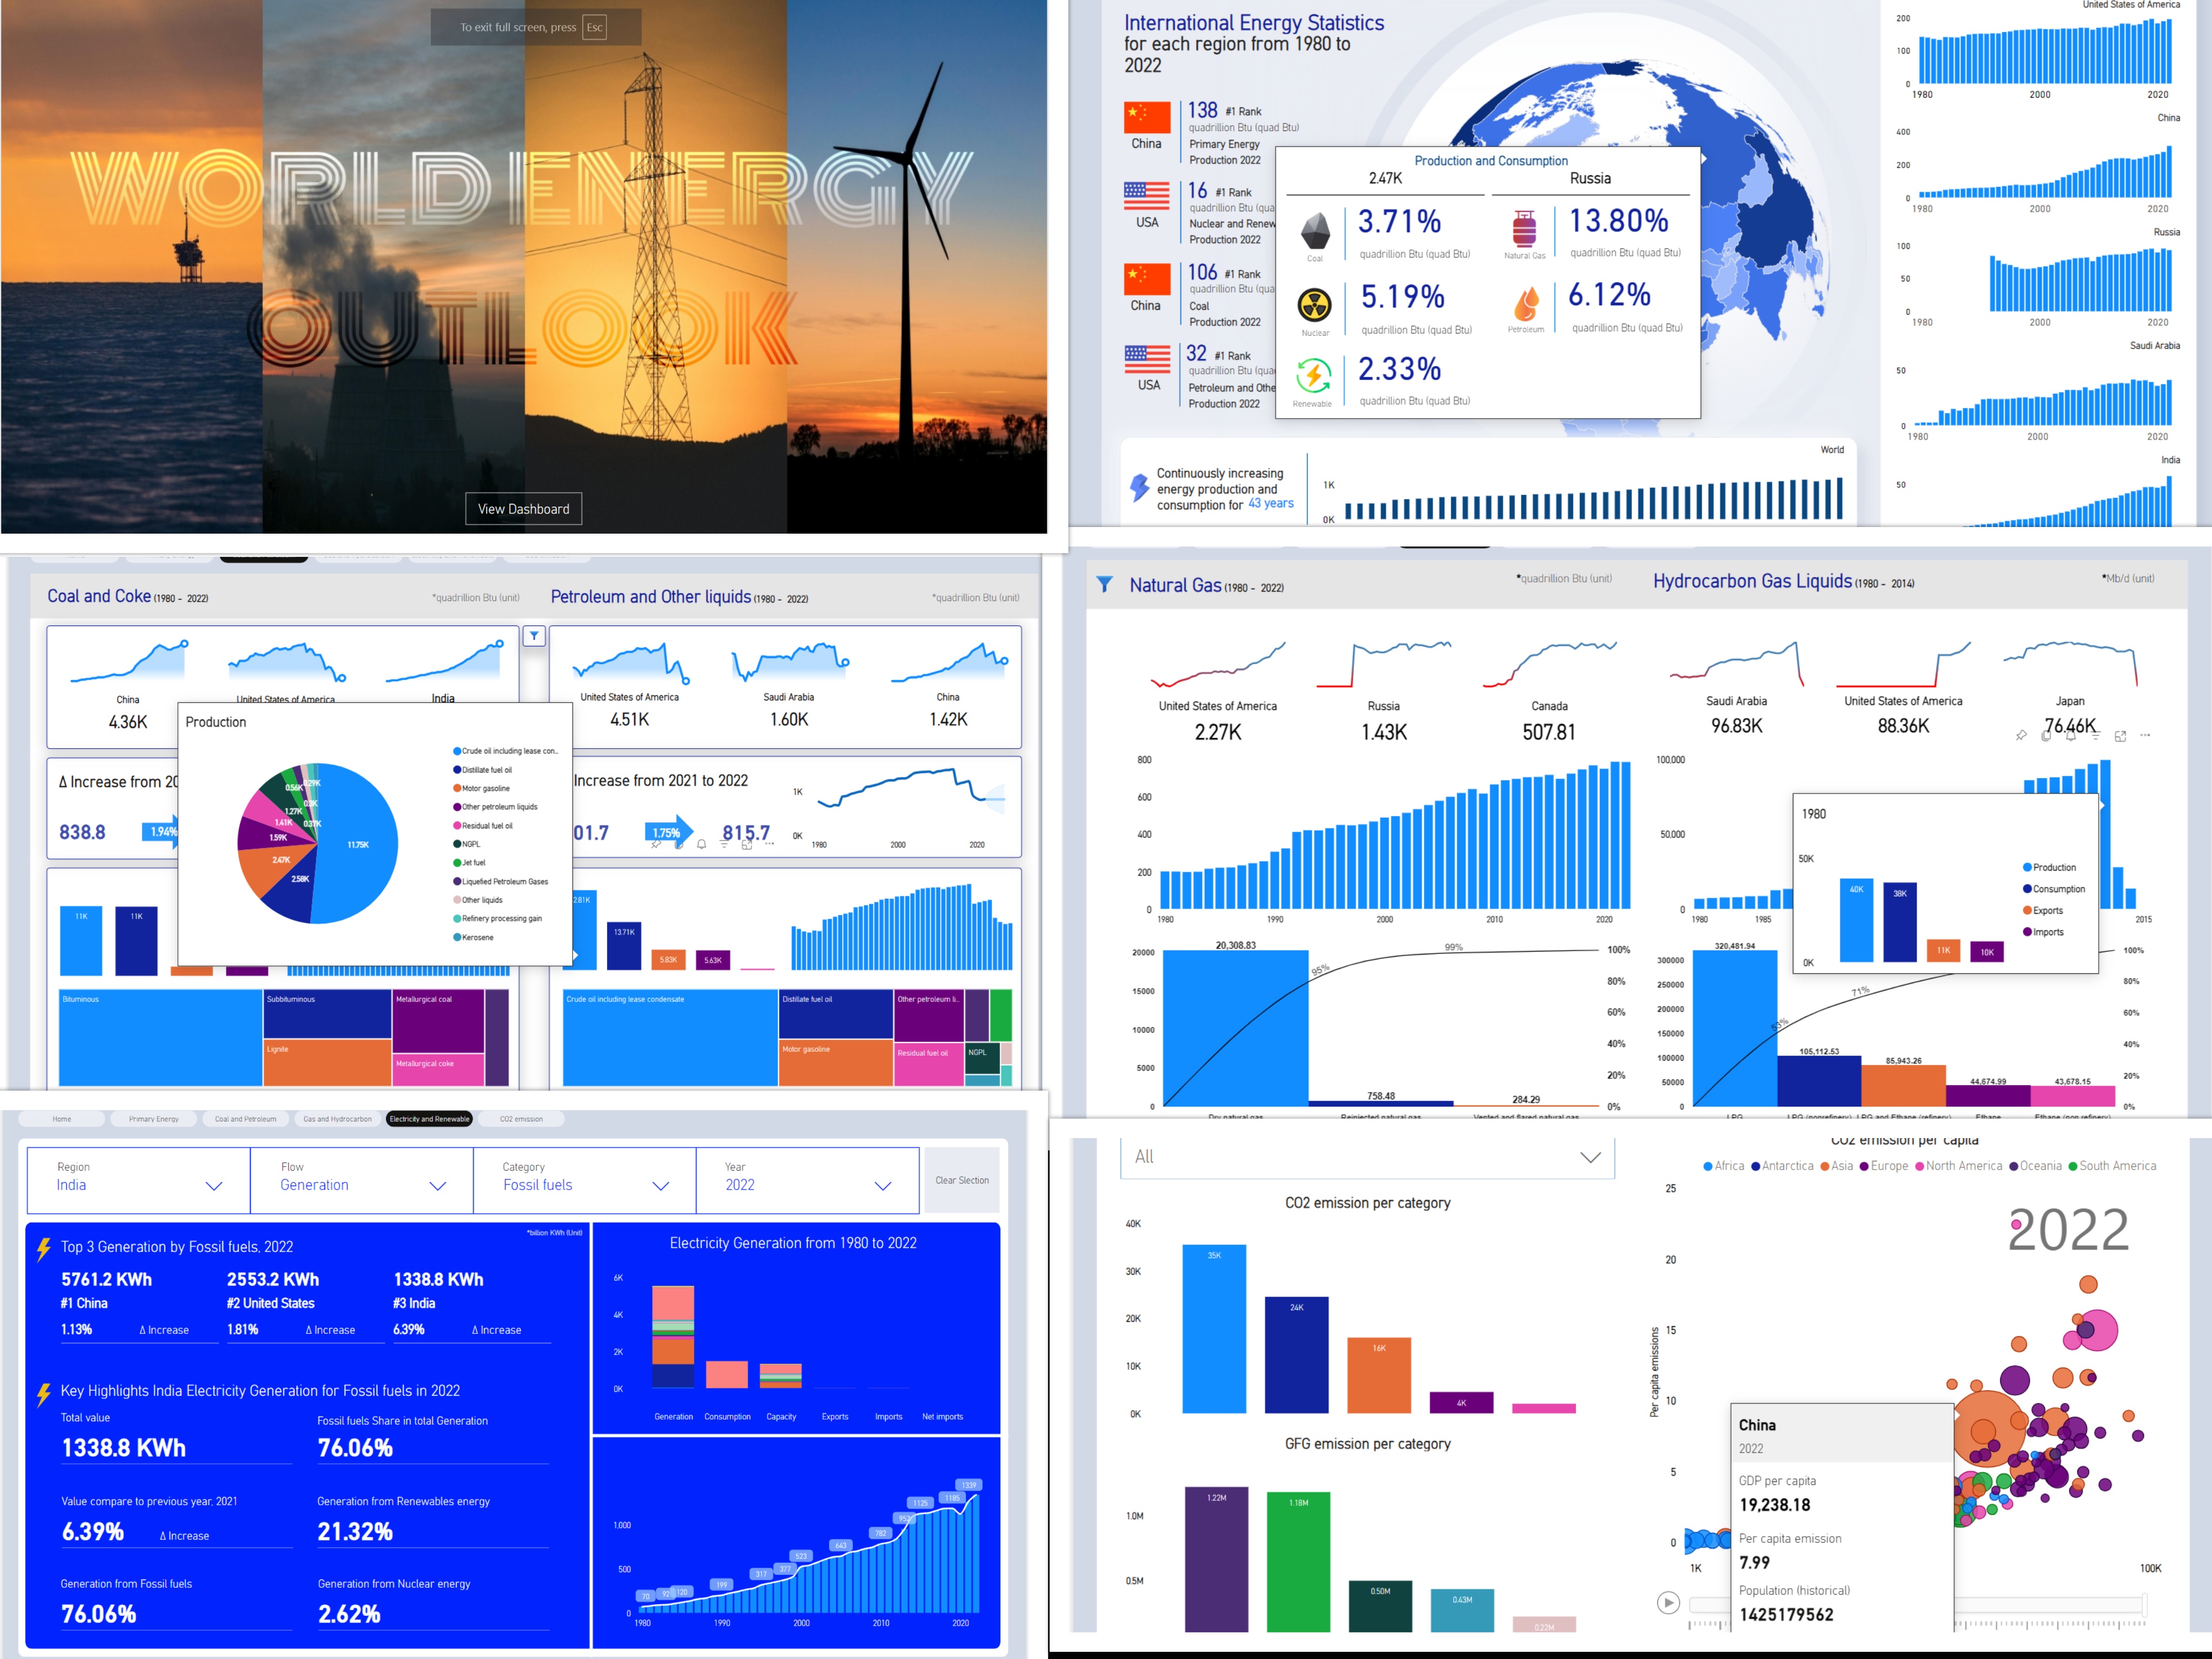 To exit full screen, press Esc
WORLD ENERGY
OUTLOOK
View Dashboard
International Energy Statistics
for each region from 1980 to
2022
138 #1 Rank
quadrillion Btu (quad Btu)
China
Primary Energy
Production 2022
16 #1 Rank
quadrillion Btu (qua
USA
Nuclear and Renew
Production 2022
106 #1 Rank
quadrillion Btu (qua
China
Coal
Production 2022
32 #1 Rank
quadrillion Btu (qua
USA
Petroleum and Othe
Production 2022
Production and Consumption
2.47K Russia
3.71% 13.80%
quadrillion Btu (quad Btu) quadrillion Btu (quad Btu)
Coal Natural Gas
5.19% 6.12%
quadrillion Btu (quad Btu) quadrillion Btu (quad Btu)
Nuclear Petroleum
2.33%
quadrillion Btu (quad Btu)
Renewable
Continuously increasing
energy production and
consumption for 43 years
World
1K
0K
United States of America
200
100
0
1980 2000 2020
China
400
200
0
1980 2000 2020
Russia
100
50
0
1980 2000 2020
Saudi Arabia
50
0
1980 2000 2020
India
50
Coal and Coke (1980 - 2022) *quadrillion Btu (unit)
Petroleum and Other liquids (1980 - 2022) *quadrillion Btu (unit)
China United States of America India
4.36K
United States of America Saudi Arabia China
4.51K 1.60K 1.42K
Δ Increase from 20
838.8 1.94%
Increase from 2021 to 2022
01.7 1.75% 815.7
1K
0K
1980 2000 2020
Production
Crude oil including lease con..
Distillate fuel oil
Motor gasoline
Other petroleum liquids
Residual fuel oil
NGPL
Jet fuel
Liquefied Petroleum Gases
Other liquids
Refinery processing gain
Kerosene
11.75K
2.58K
2.47K
1.59K
1.41K
1.27K
0.56K
11K 11K
2.81K
13.71K
5.83K
5.63K
Bituminous Subbituminous Metallurgical coal
Lignite Metallurgical coke
Crude oil including lease condensate Distillate fuel oil Other petroleum li..
Motor gasoline Residual fuel oil NGPL
Natural Gas (1980 - 2022) *quadrillion Btu (unit)
Hydrocarbon Gas Liquids (1980 - 2014) *Mb/d (unit)
United States of America Russia Canada
2.27K 1.43K 507.81
Saudi Arabia United States of America Japan
96.83K 88.36K 76.46K
800
600
400
200
0
1980 1990 2000 2010 2020
100,000
50,000
0
1980 1985 2015
1980
50K
0K
40K 38K 11K 10K
Production
Consumption
Exports
Imports
20,308.83
758.48
284.29
95%
99%
20000
15000
10000
5000
0
100%
80%
60%
40%
20%
0%
Dry natural gas Reinjected natural gas Vented and flared natural gas
320,481.94
105,112.53
85,943.26
44,674.99
43,678.15
53%
71%
300000
250000
200000
150000
100000
50000
0
100%
80%
60%
40%
20%
0%
LPG LPG (nonrefinery) LPG and Ethane (refinery) Ethane Ethane (non refinery)
Home Primary Energy Coal and Petroleum Gas and Hydrocarbon Electricity and Renewable CO2 emission
Region Flow Category Year
India Generation Fossil fuels 2022
Clear Slection
*billion KWh (Unit)
Top 3 Generation by Fossil fuels, 2022
5761.2 KWh 2553.2 KWh 1338.8 KWh
#1 China #2 United States #3 India
1.13% Δ Increase 1.81% Δ Increase 6.39% Δ Increase
Key Highlights India Electricity Generation for Fossil fuels in 2022
Total value Fossil fuels Share in total Generation
1338.8 KWh 76.06%
Value compare to previous year, 2021 Generation from Renewables energy
6.39% Δ Increase 21.32%
Generation from Fossil fuels Generation from Nuclear energy
76.06% 2.62%
Electricity Generation from 1980 to 2022
6K
4K
2K
0K
Generation Consumption Capacity Exports Imports Net imports
1,000
500
0
70 92 120 199 317 377 523 643 782 952 1125 1185 1339
1980 1990 2000 2010 2020
All
CO2 emission per category
40K
30K
20K
10K
0K
35K
24K
16K
4K
GFG emission per category
1.0M
0.5M
1.22M
1.18M
0.50M
0.43M
0.22M
CO2 emission per capita
Africa Antarctica Asia Europe North America Oceania South America
2022
Per capita emissions
25
20
15
10
5
0
1K 100K
China
2022
GDP per capita
19,238.18
Per capita emission
7.99
Population (historical)
1425179562